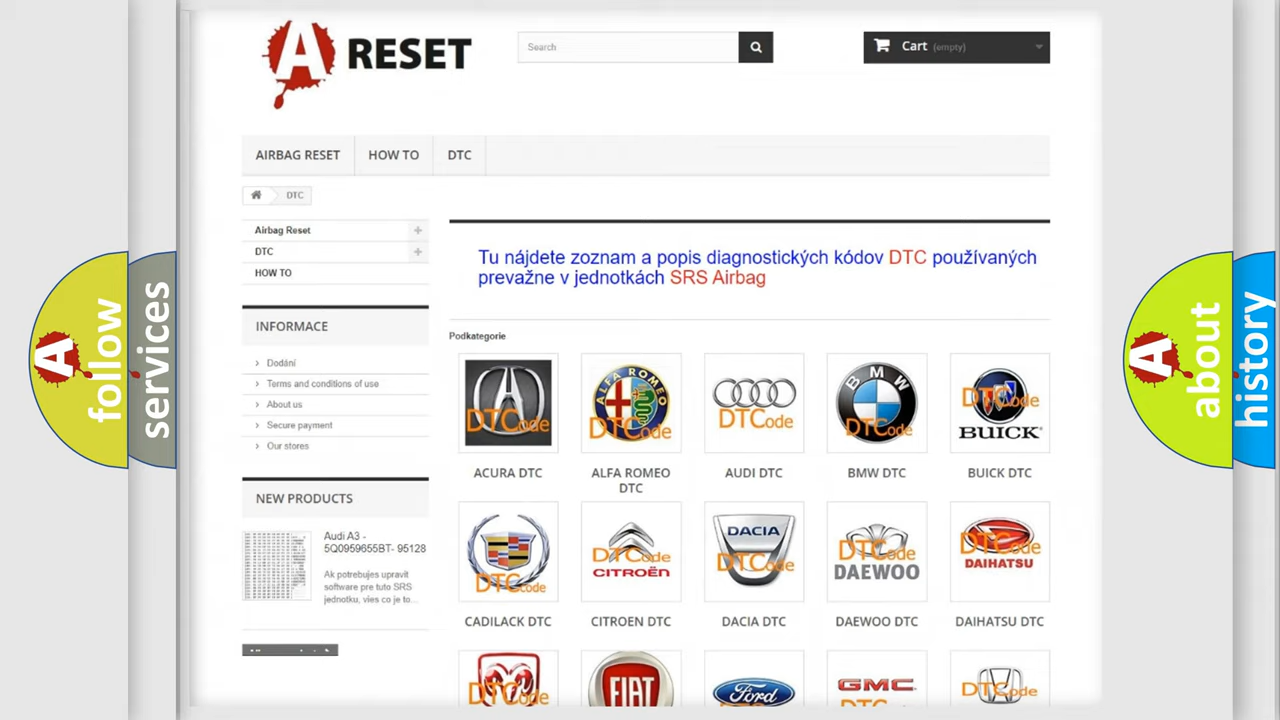 A RESET
Search
Cart (empty)
AIRBAG RESET
HOW TO
DTC
DTC
Airbag Reset
DTC
HOW TO
Tu nájdete zoznam a popis diagnostických kódov DTC používaných
prevažne v jednotkách SRS Airbag
INFORMACE
Dodání
Terms and conditions of use
About us
Secure payment
Our stores
Podkategorie
DTCode
ALFA ROMEO
DTCode
DTCode
BMW
DTCode
DTCode
BUICK
ACURA DTC
ALFA ROMEO
DTC
AUDI DTC
BMW DTC
BUICK DTC
NEW PRODUCTS
Audi A3 -
5Q0959655BT- 95128
Ak potrebujes upravit
software pre tuto SRS
jednotku, vies co je to...
DTCode
DTCode
CITROËN
DACIA
DTCode
DTCode
DAEWOO
DTCode
DAIHATSU
CADILACK DTC
CITROEN DTC
DACIA DTC
DAEWOO DTC
DAIHATSU DTC
DTCode
FIAT
Ford
GMC
DTCode
A follow
services
A about
history